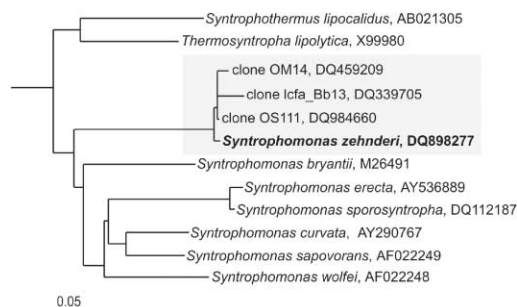 Syntrophothermus lipocalidus, AB021305
Thermosyntropha lipolytica, X99980
clone OM14, DQ459209
clone lcfa_Bb13, DQ339705
clone OS111, DQ984660
Syntrophomonas zehnderi, DQ898277
Syntrophomonas bryantii, M26491
Syntrophomonas erecta, AY536889
Syntrophomonas sporosyntropha, DQ112187
Syntrophomonas curvata, AY290767
Syntrophomonas sapovorans, AF022249
Syntrophomonas wolfei, AF022248
0.05